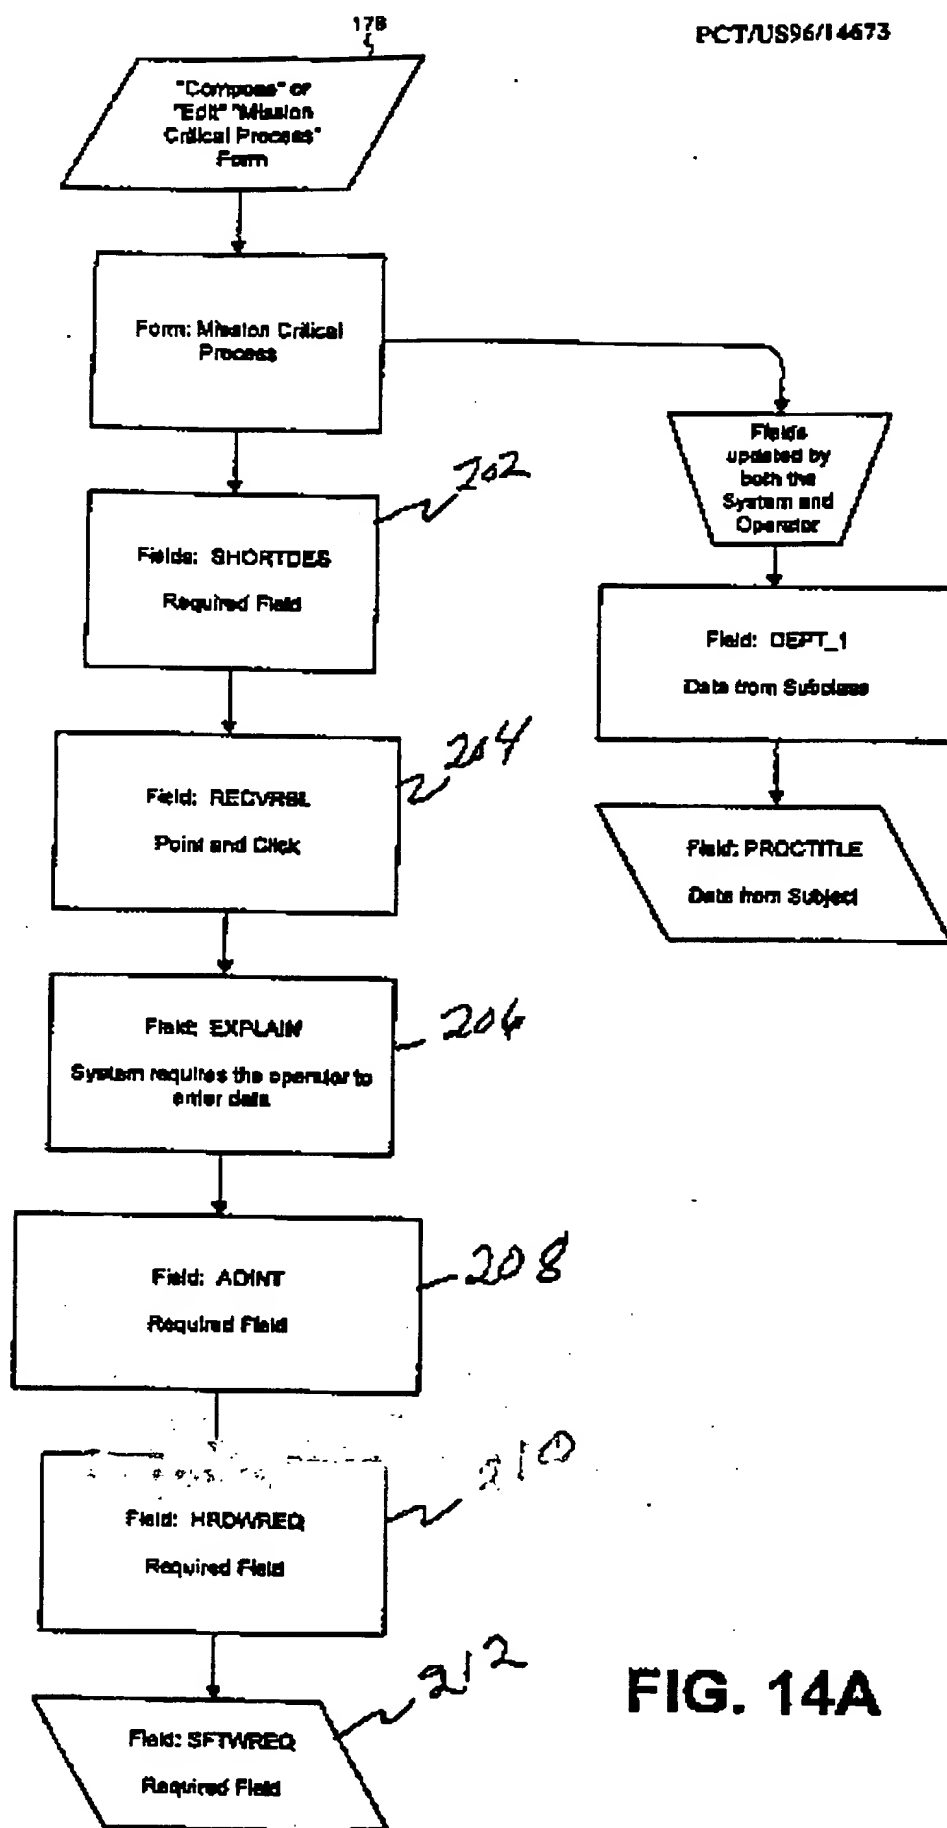 17B
PCT/US96/14673
"Compose" or
"Edit" "Mission
Critical Process"
Form
Form: Mission Critical
Process
Fields
updated by
both the
System and
Operator
202
Fields: SHORTDES
Required Field
Field: DEPT_1
Data from Subclass
204
Field: RECVRSL
Point and Click
Field: PROCTITLE
Data from Subject
206
Field: EXPLAIN
System requires the operator to
enter data
208
Field: ADINT
Required Field
210
Field: HRDWREQ
Required Field
212
Field: SFTWREQ
Required Field
FIG. 14A